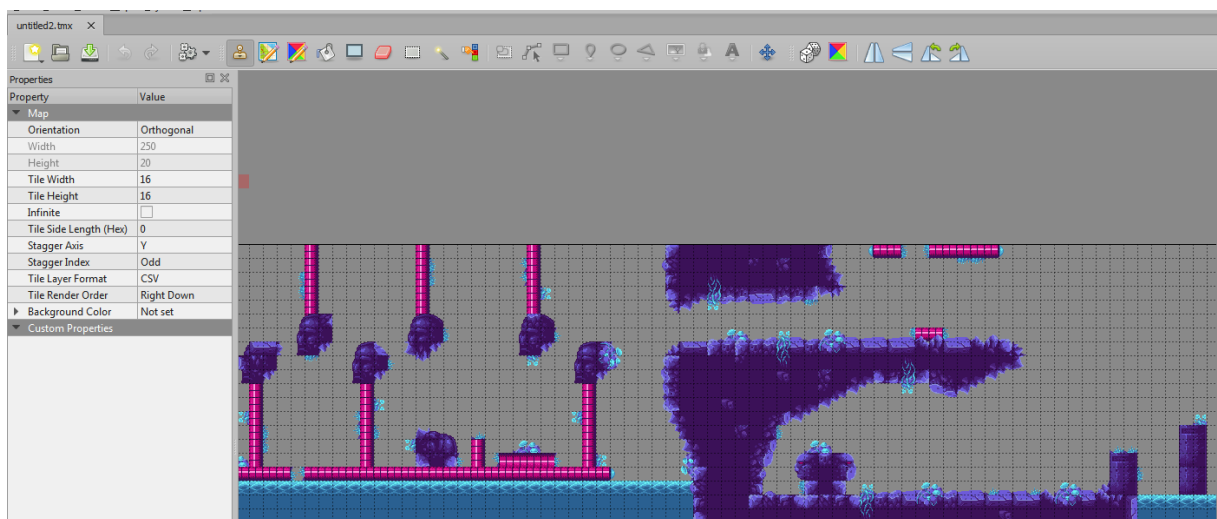 untitled2.tmx
Properties
Property Value
Map
Orientation Orthogonal
Width 250
Height 20
Tile Width 16
Tile Height 16
Infinite
Tile Side Length (Hex) 0
Stagger Axis Y
Stagger Index Odd
Tile Layer Format CSV
Tile Render Order Right Down
Background Color Not set
Custom Properties